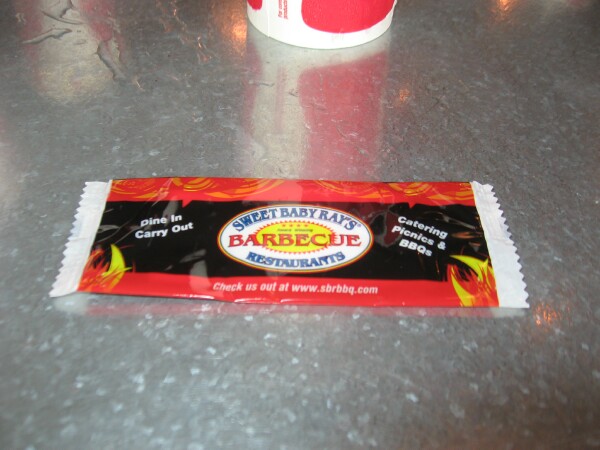 Dine In
Carry Out
SWEET BABY RAY'S
BARBECUE
RESTAURANTS
Catering
Picnics &
BBQs
Check us out at www.sbrbbq.com